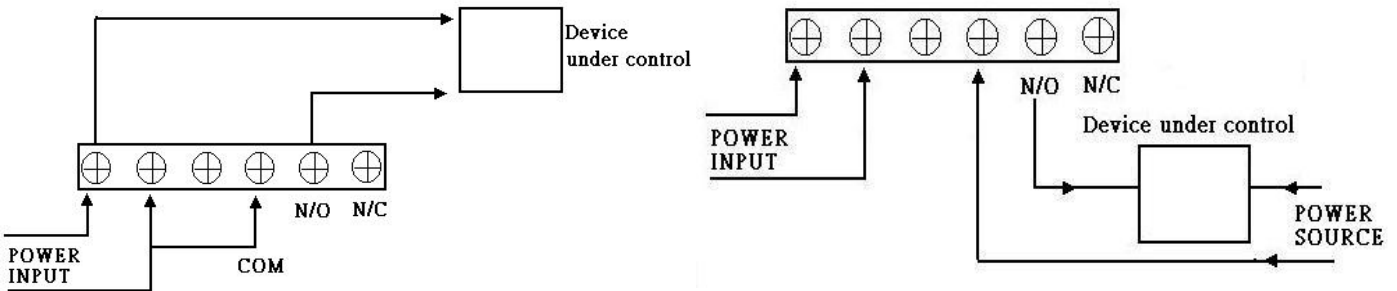 Device
under control
N/O N/C
POWER
INPUT
COM
N/O N/C
Device under control
POWER
INPUT
POWER
SOURCE